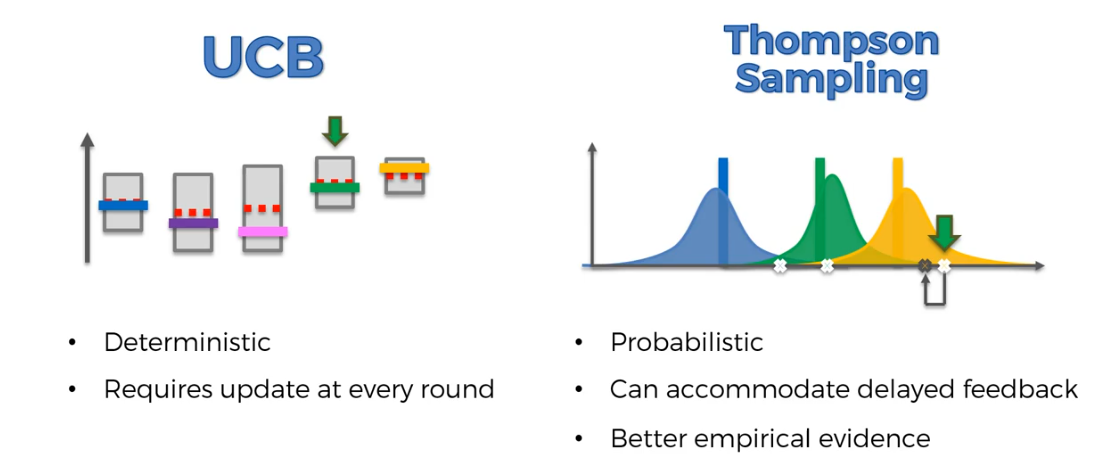 UCB
• Deterministic
• Requires update at every round
Thompson
Sampling
• Probabilistic
• Can accommodate delayed feedback
• Better empirical evidence